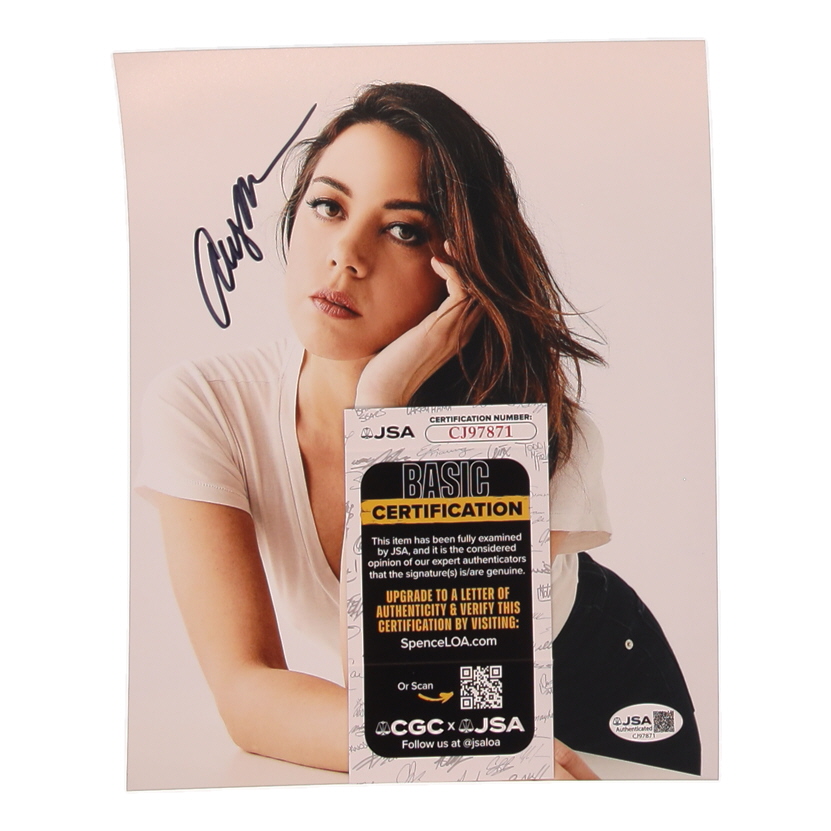 JSA
CERTIFICATION NUMBER:
CJ97871
BASIC
CERTIFICATION
This item has been fully examined
by JSA, and it is the considered
opinion of our expert authenticators
that the signature(s) is/are genuine.
UPGRADE TO A LETTER OF
AUTHENTICITY & VERIFY THIS
CERTIFICATION BY VISITING:
SpenceLOA.com
Or Scan
CGC x JSA
Follow us at @jsaloa
JSA
Authenticated
CJ97871